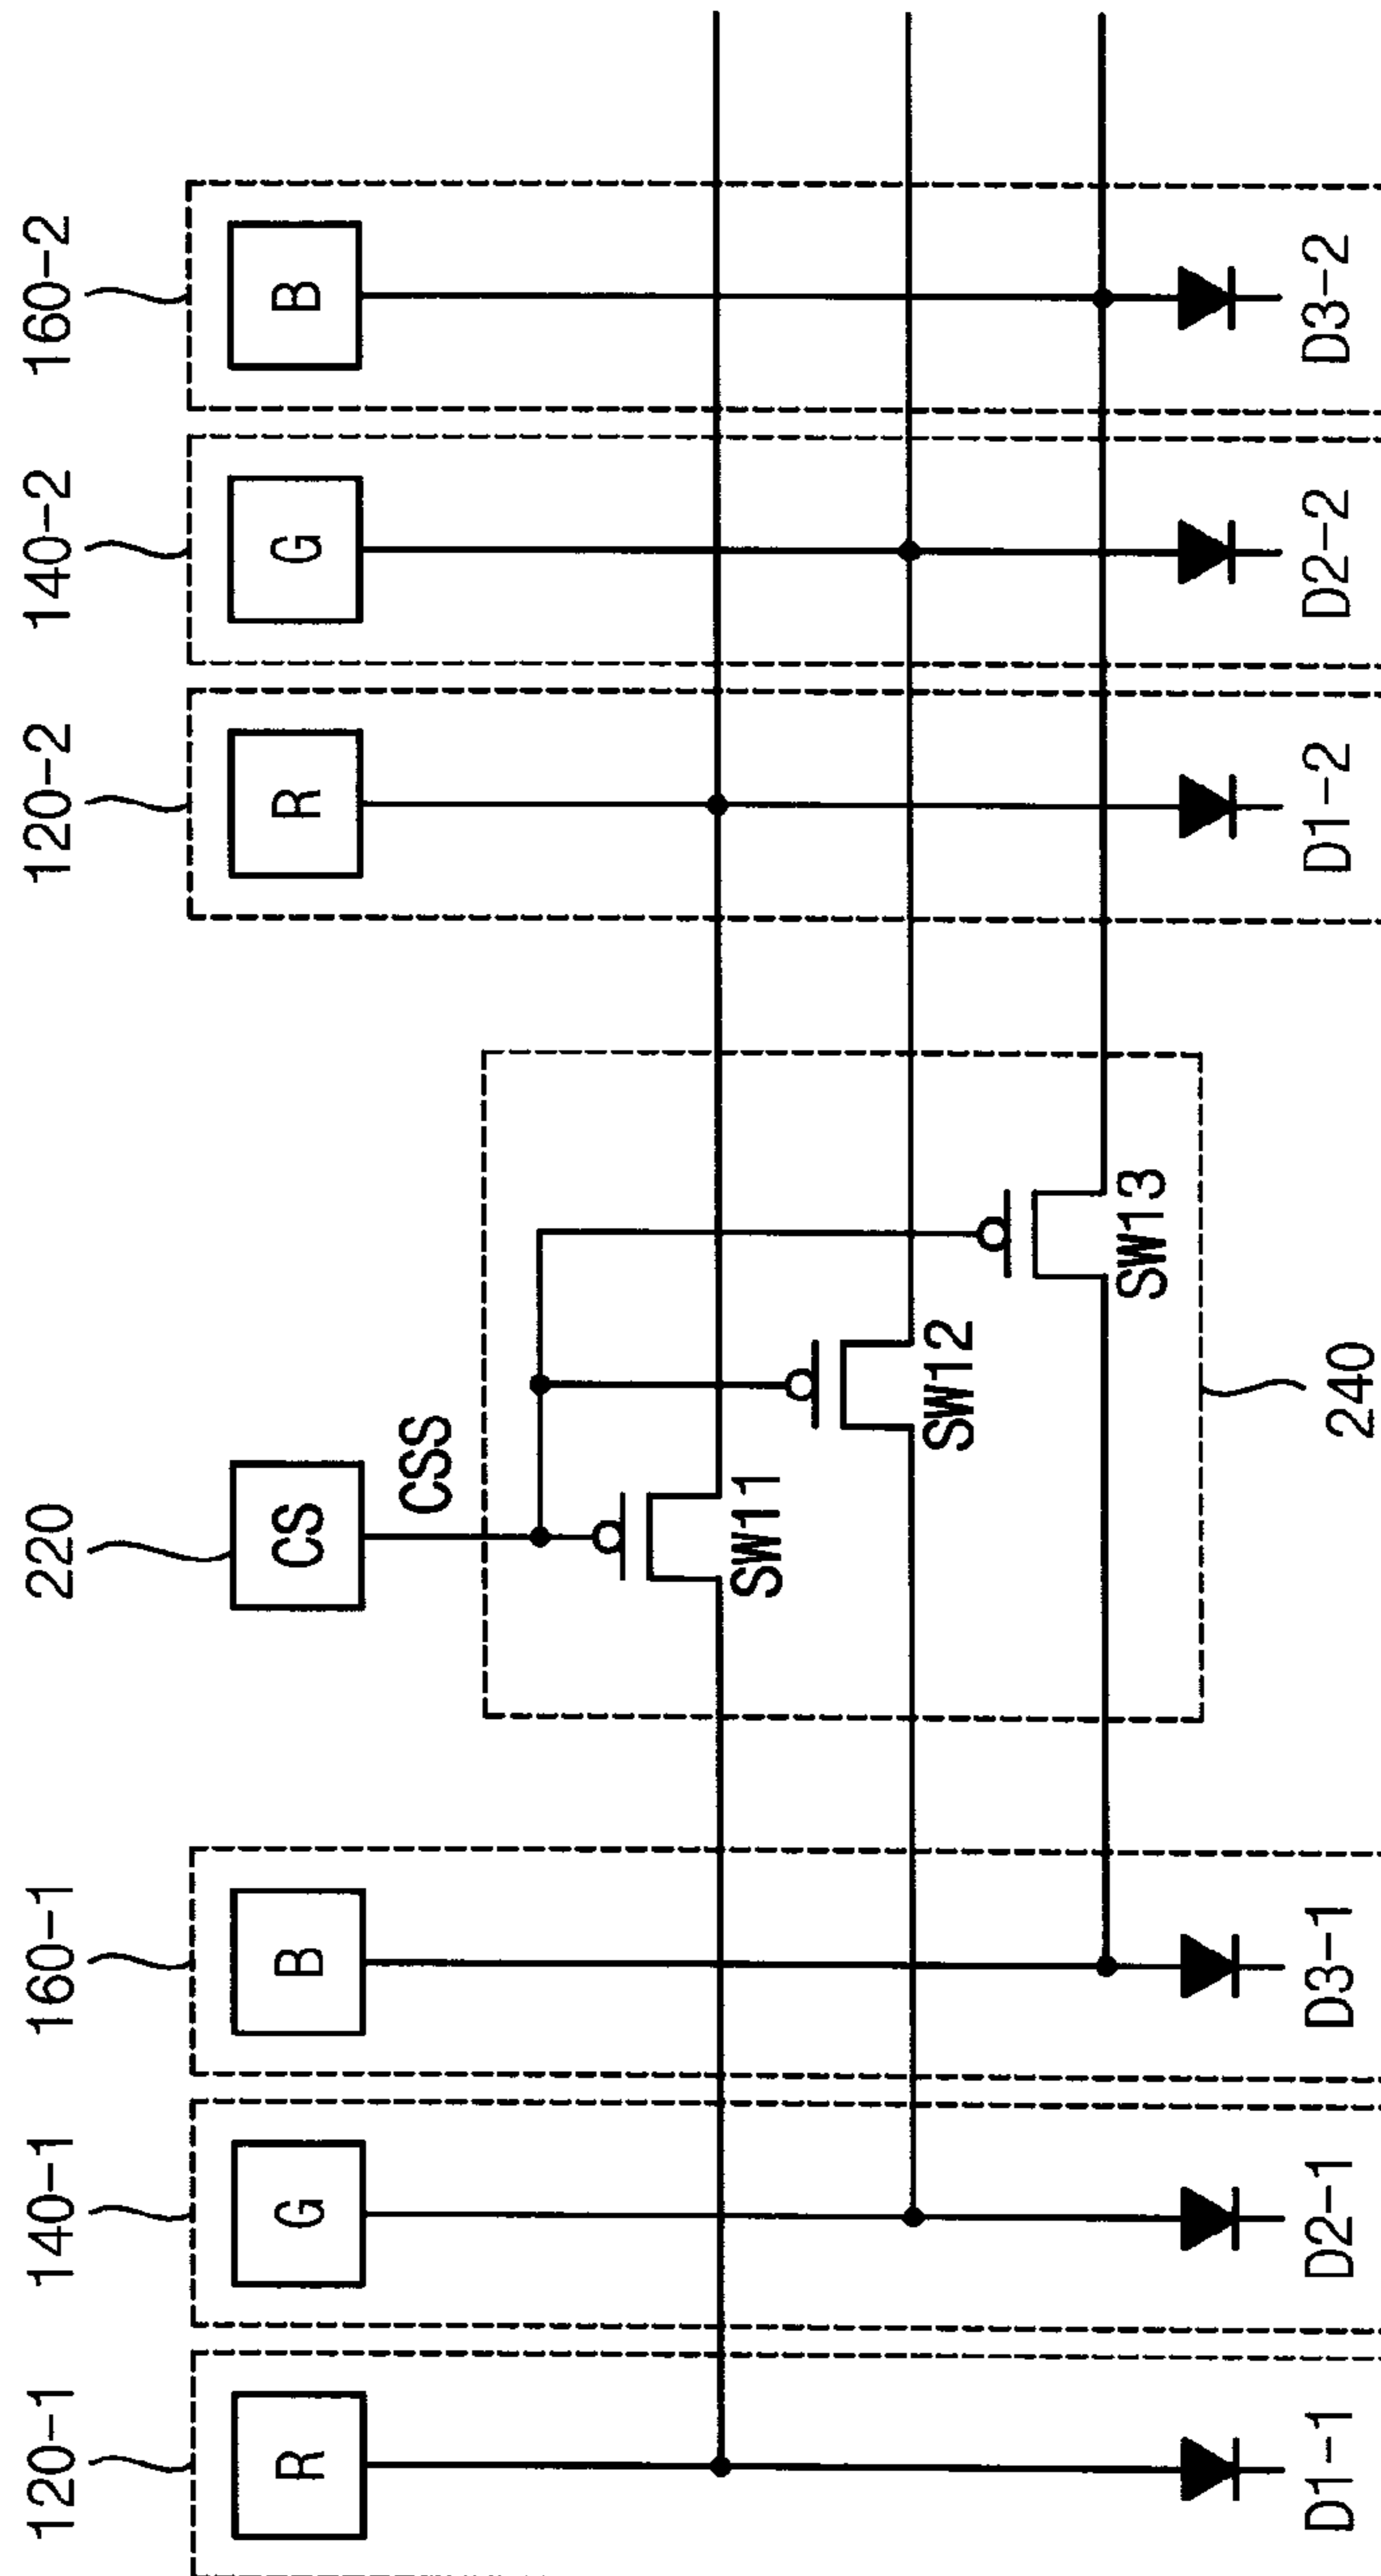 120-1 140-1 160-1 220 120-2 140-2 160-2
R G B CS R G B
CSS
SW11
SW12
SW13
D1-1 D2-1 D3-1 240 D1-2 D2-2 D3-2